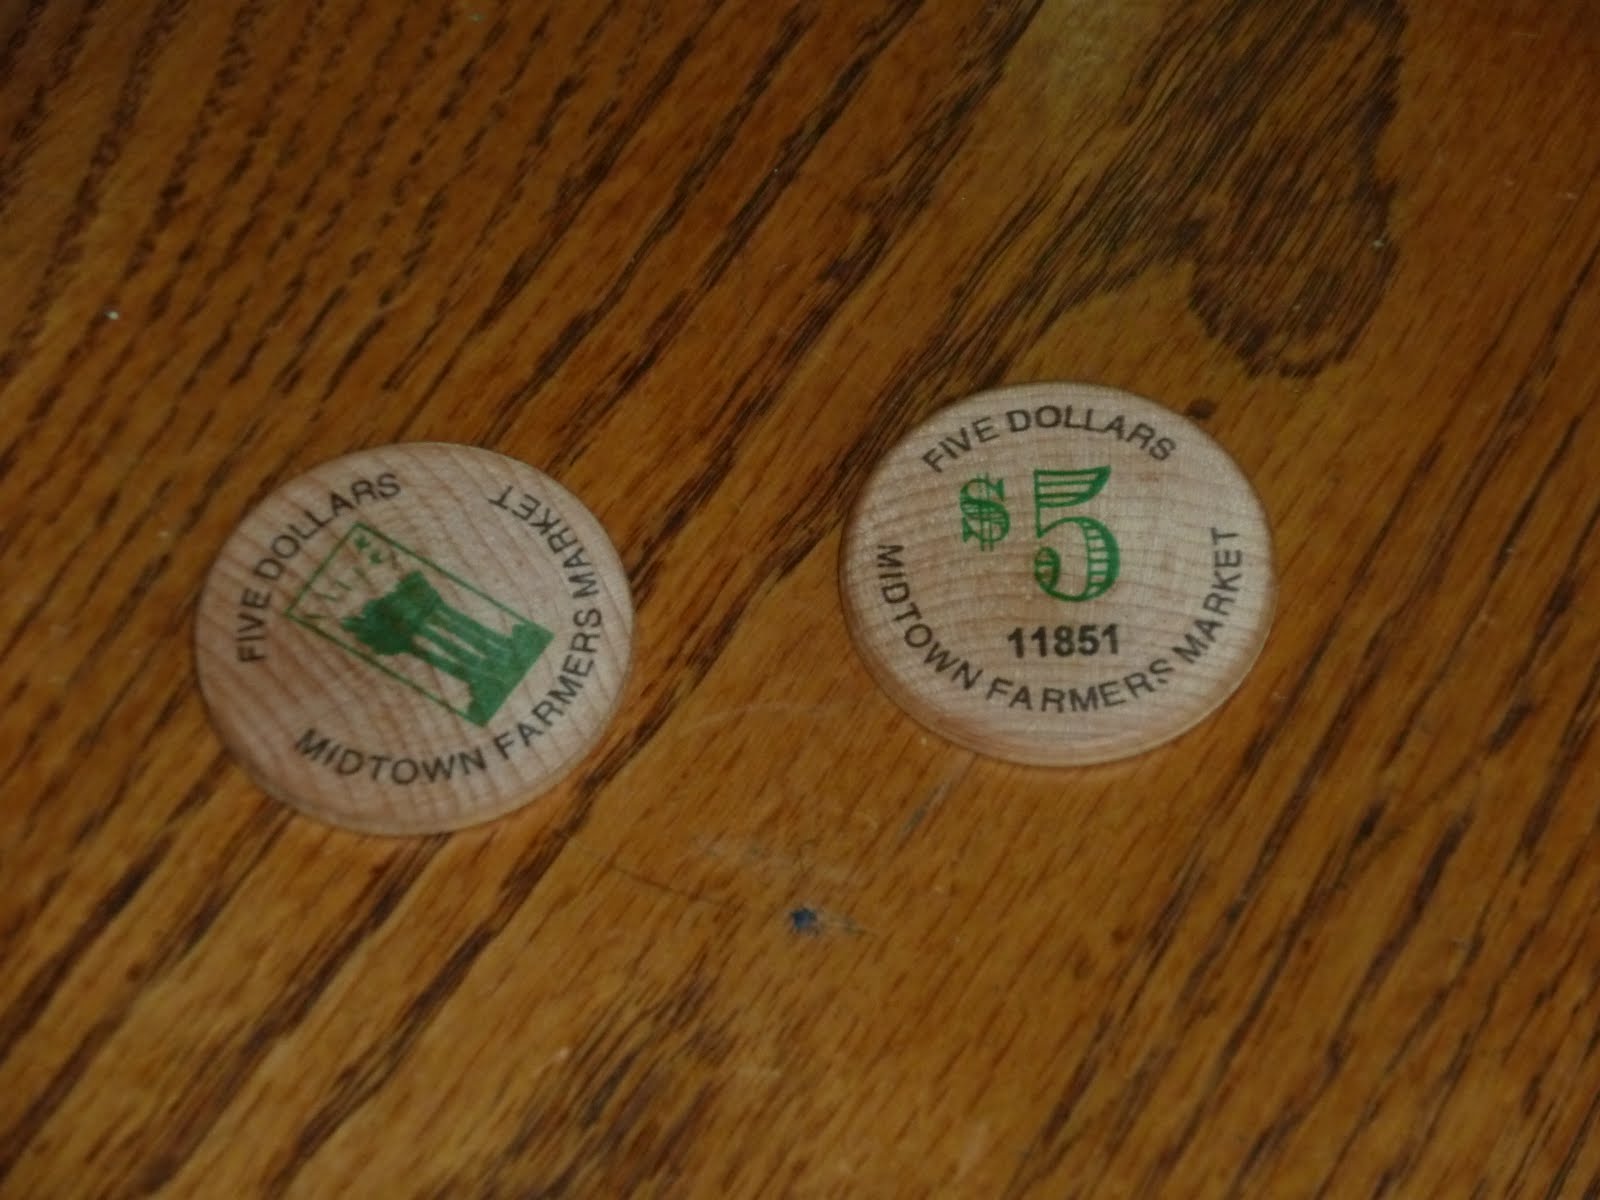 FIVE DOLLARS
MIDTOWN FARMERS MARKET
FIVE DOLLARS
$5
11851
MIDTOWN FARMERS MARKET